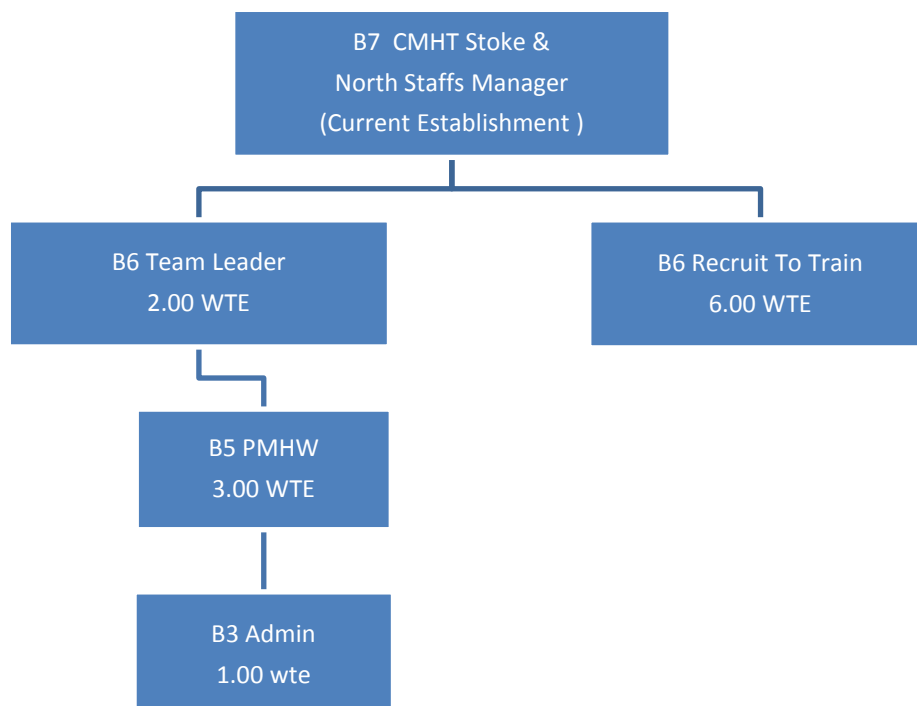 B7 CMHT Stoke &
North Staffs Manager
(Current Establishment )
B6 Team Leader
2.00 WTE
B6 Recruit To Train
6.00 WTE
B5 PMHW
3.00 WTE
B3 Admin
1.00 wte